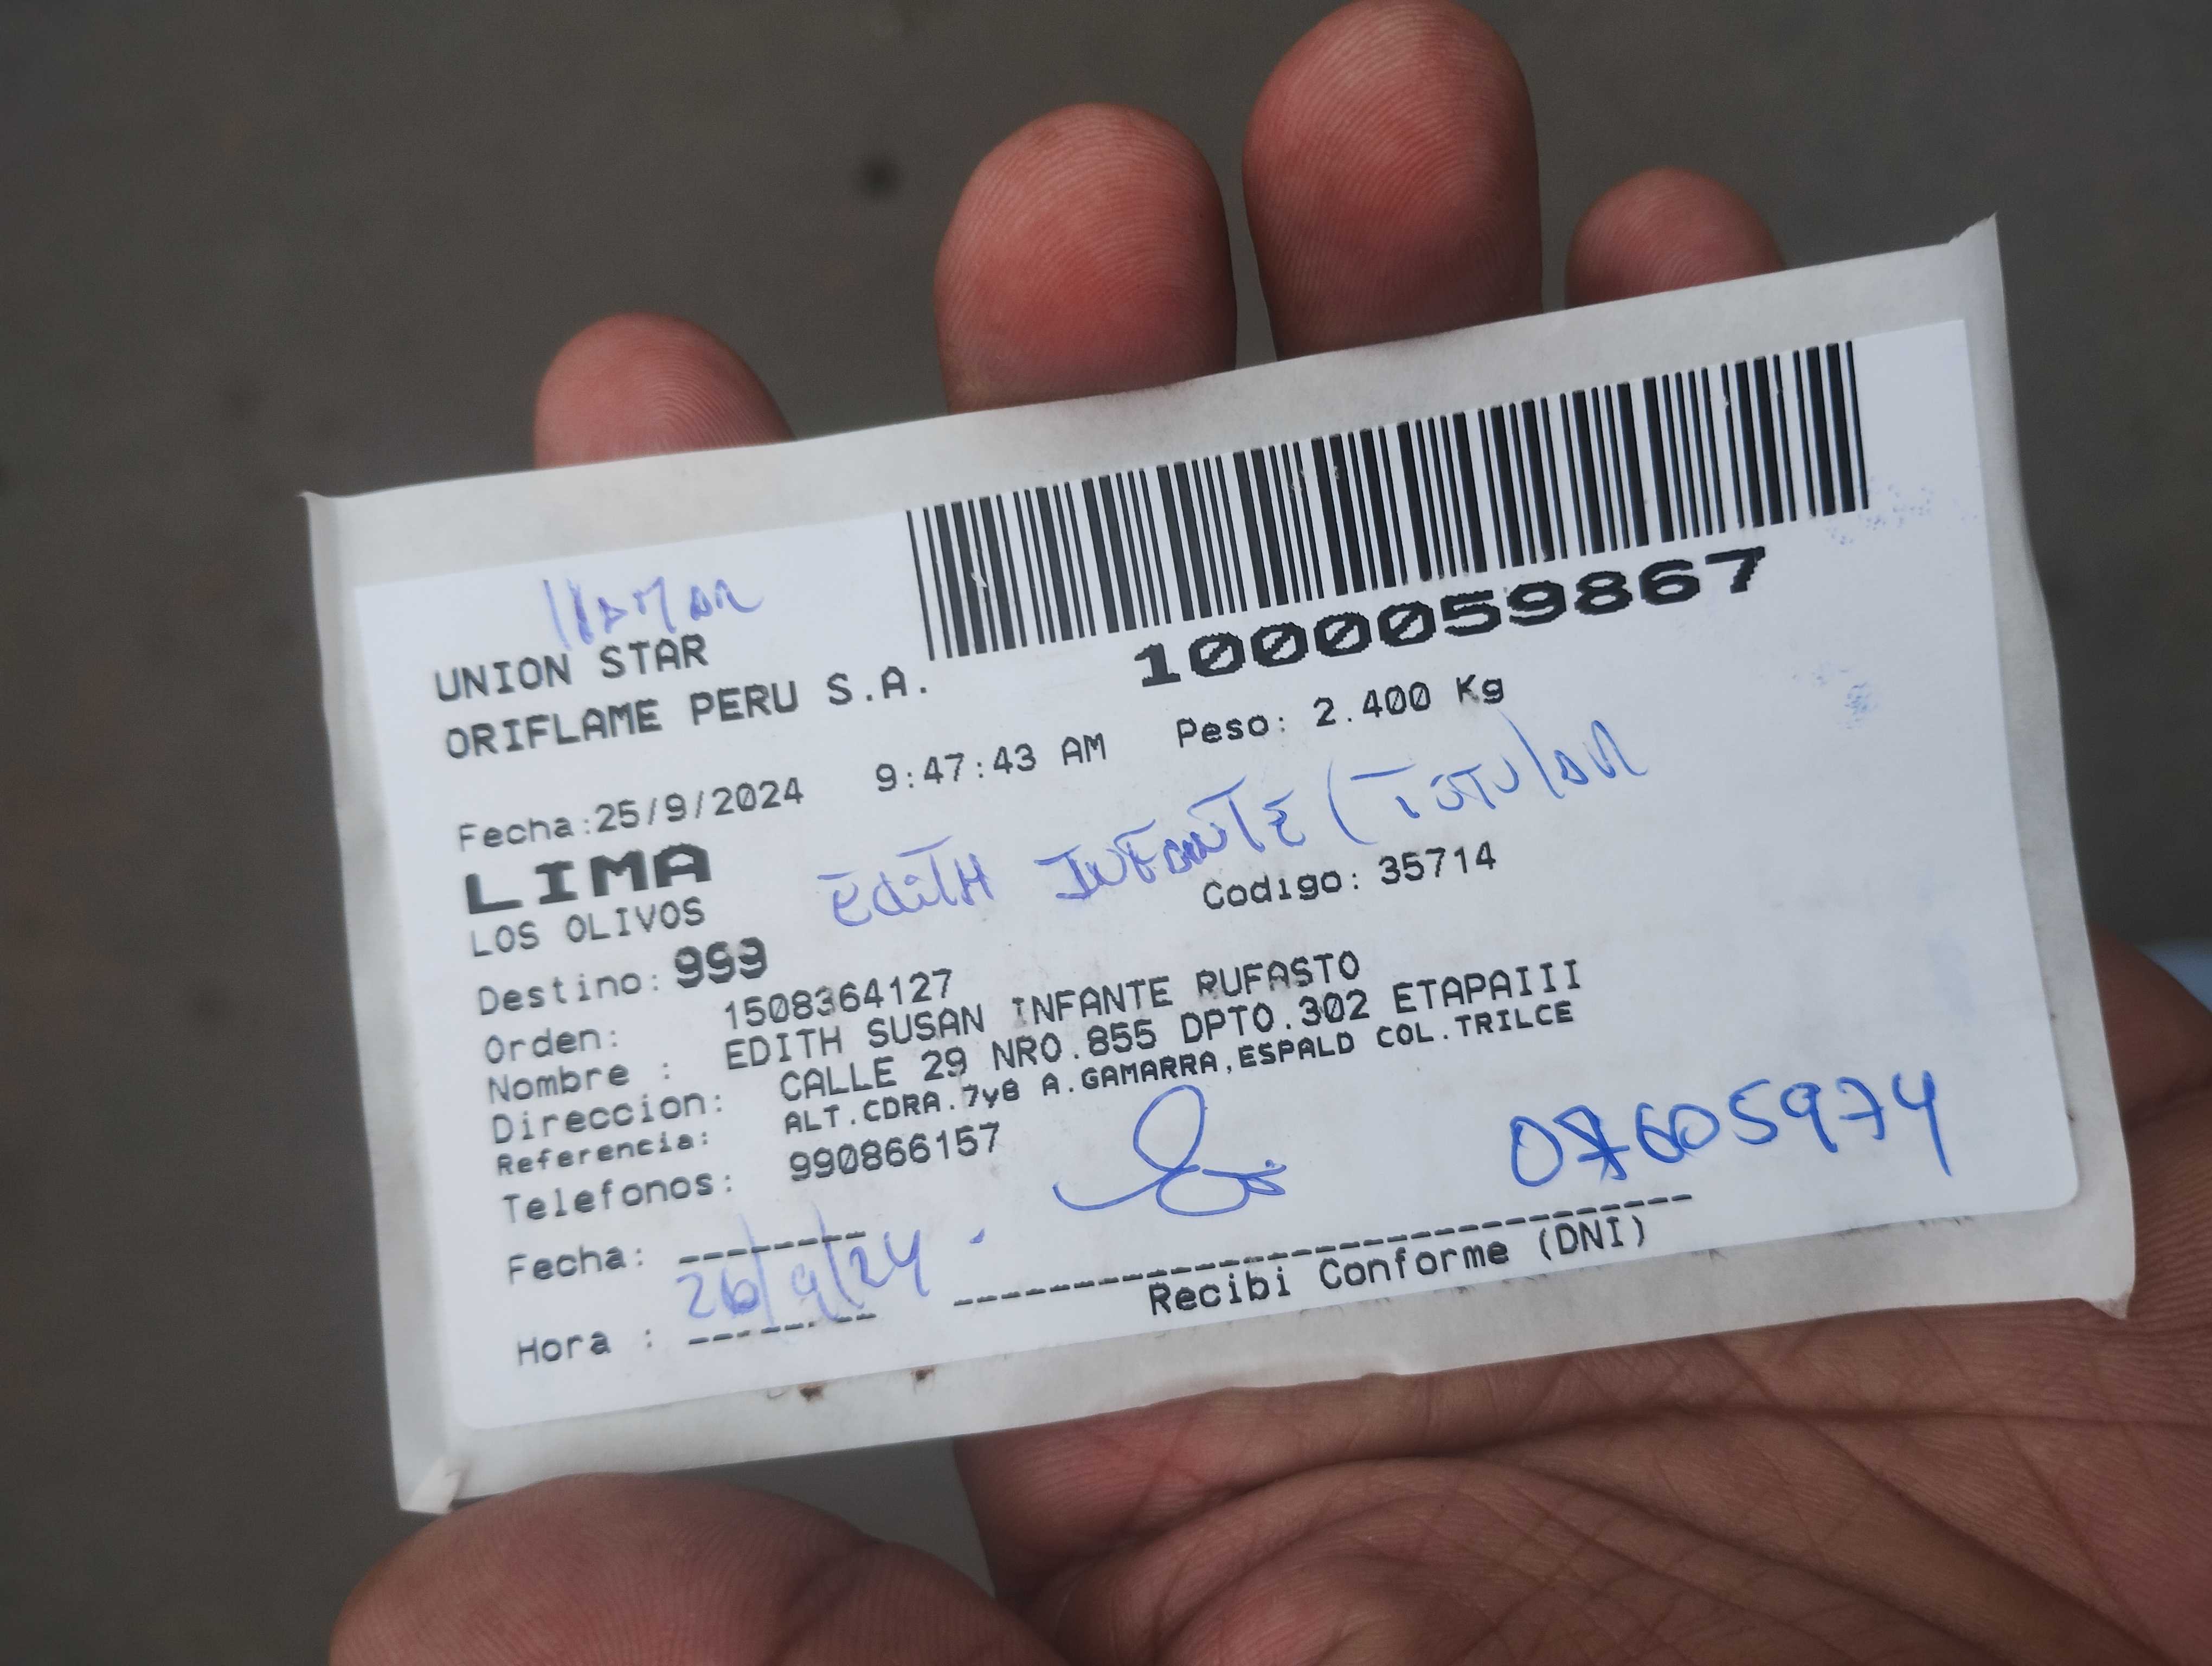 llamar
UNION STAR
ORIFLAME PERU S.A.
1000059867
Fecha:25/9/2024 9:47:43 AM Peso: 2.400 Kg
LIMA
EdiTH INFANTE (TiTULAR
LOS OLIVOS Codigo: 35714
Destino: 999
Orden: 1508364127
Nombre : EDITH SUSAN INFANTE RUFASTO
Direccion: CALLE 29 NRO.855 DPTO.302 ETAPAIII
Referencia: ALT.CDRA.7y8 A.GAMARRA,ESPALD COL.TRILCE
Telefonos: 990866157
07605974
Fecha: 26/9/24
Recibi Conforme (DNI)
Hora :